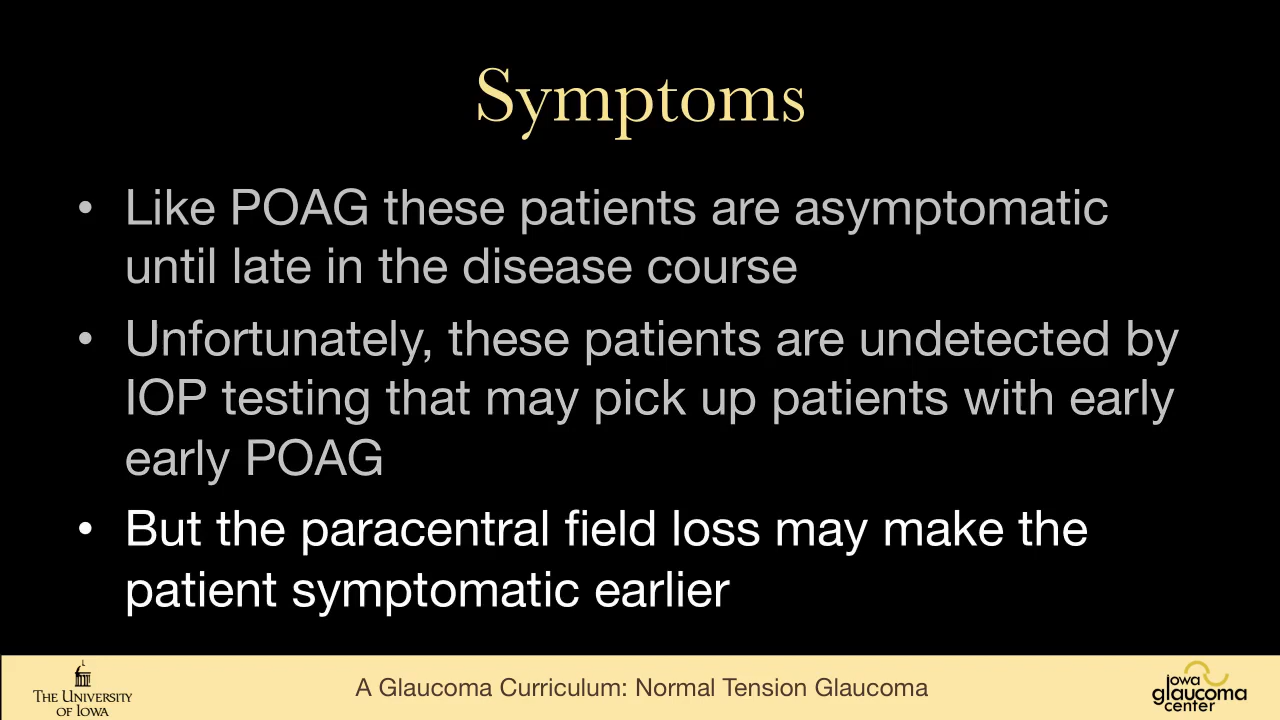 Symptoms
• Like POAG these patients are asymptomatic
until late in the disease course
• Unfortunately, these patients are undetected by
IOP testing that may pick up patients with early
early POAG
• But the paracentral field loss may make the
patient symptomatic earlier
THE UNIVERSITY
OF IOWA
A Glaucoma Curriculum: Normal Tension Glaucoma
Iowa
glaucoma
center